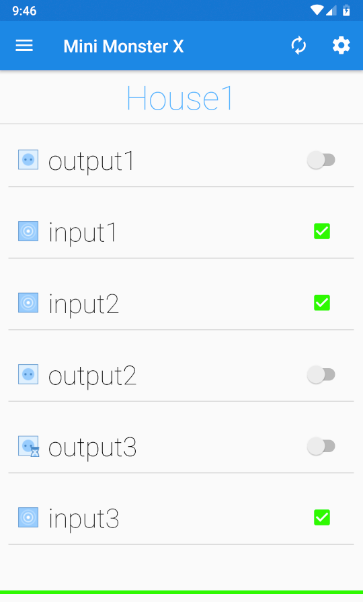 9:46
Mini Monster X
House1
output1
input1
input2
output2
output3
input3